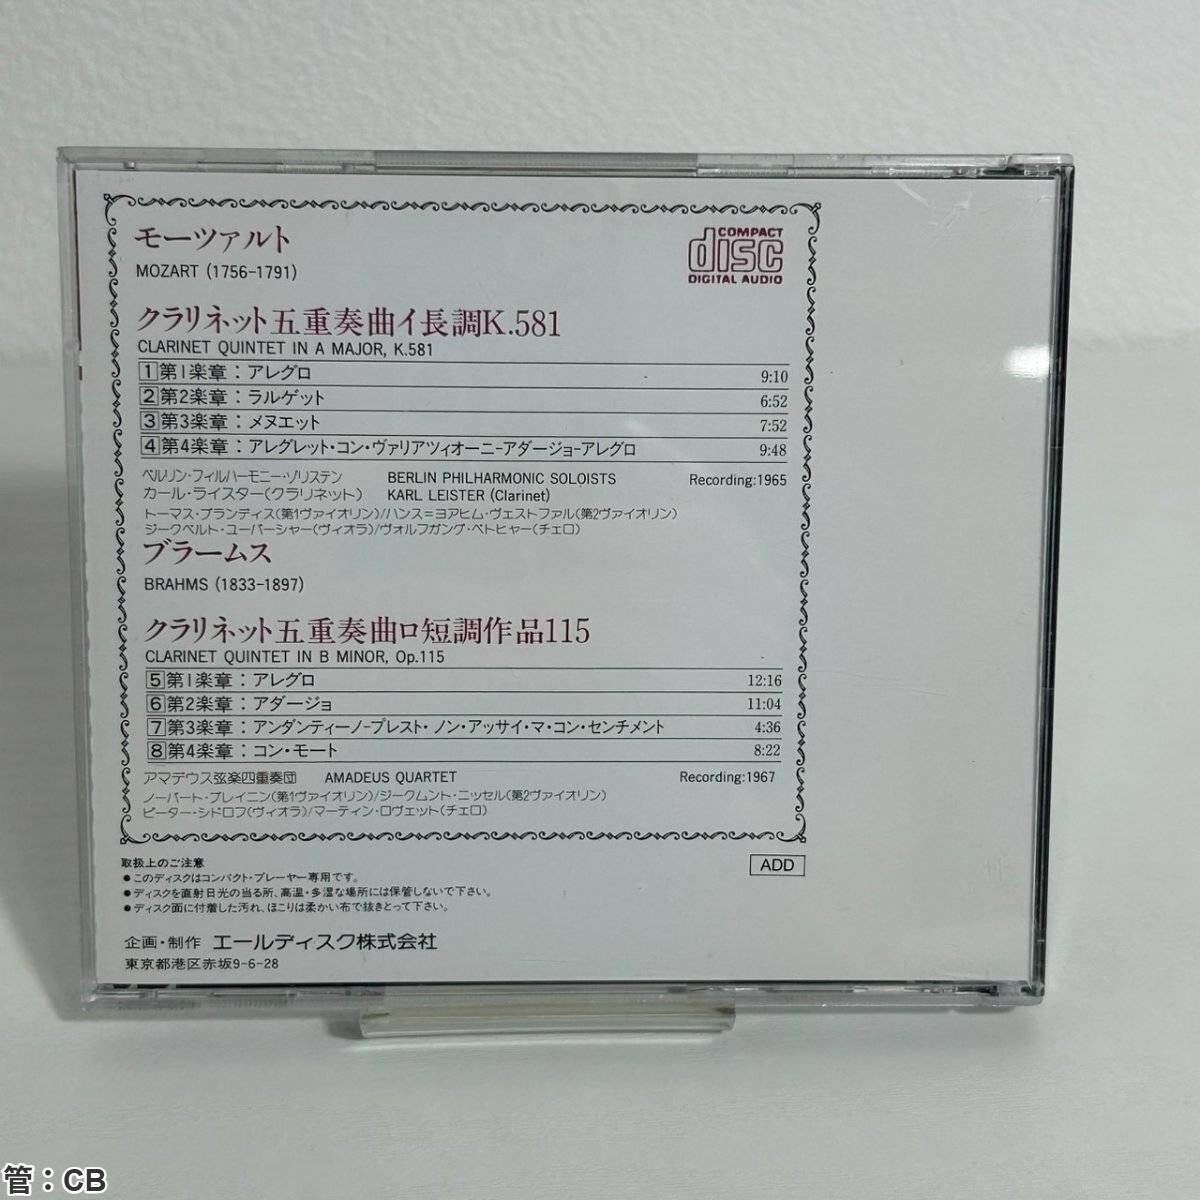 モーツァルト
MOZART (1756-1791)
COMPACT
disc
DIGITAL AUDIO
クラリネット五重奏曲イ長調K.581
CLARINET QUINTET IN A MAJOR, K.581
1 第1楽章：アレグロ 9:10
2 第2楽章：ラルゲット 6:52
3 第3楽章：メヌエット 7:52
4 第4楽章：アレグレット・コン・ヴァリアツィオーニ-アダージョ-アレグロ 9:48
ベルリン・フィルハーモニー・ゾリステン BERLIN PHILHARMONIC SOLOISTS Recording:1965
カール・ライスター(クラリネット) KARL LEISTER (Clarinet)
トーマス・ブランディス(第1ヴァイオリン)/ハンス=ヨアヒム・ヴェストファル(第2ヴァイオリン)
ジークベルト・ユーバーシャー(ヴィオラ)/ヴォルフガング・ベトヒャー(チェロ)
ブラームス
BRAHMS (1833-1897)
クラリネット五重奏曲ロ短調作品115
CLARINET QUINTET IN B MINOR, Op.115
5 第1楽章：アレグロ 12:16
6 第2楽章：アダージョ 11:04
7 第3楽章：アンダンティーノ-プレスト・ノン・アッサイ・マ・コン・センチメント 4:36
8 第4楽章：コン・モート 8:22
アマデウス弦楽四重奏団 AMADEUS QUARTET Recording:1967
ノーバート・ブレイニン(第1ヴァイオリン)/ジークムント・ニッセル(第2ヴァイオリン)
ピーター・シドロフ(ヴィオラ)/マーティン・ロヴェット(チェロ)
取扱上のご注意
●このディスクはコンパクト・プレーヤー専用です。
●ディスクを直射日光の当る所、高温・多湿な場所には保管しないで下さい。
●ディスク面に付着した汚れ、ほこりは柔かい布で抜きとって下さい。
ADD
企画・制作 エールディスク株式会社
東京都港区赤坂9-6-28
管：CB